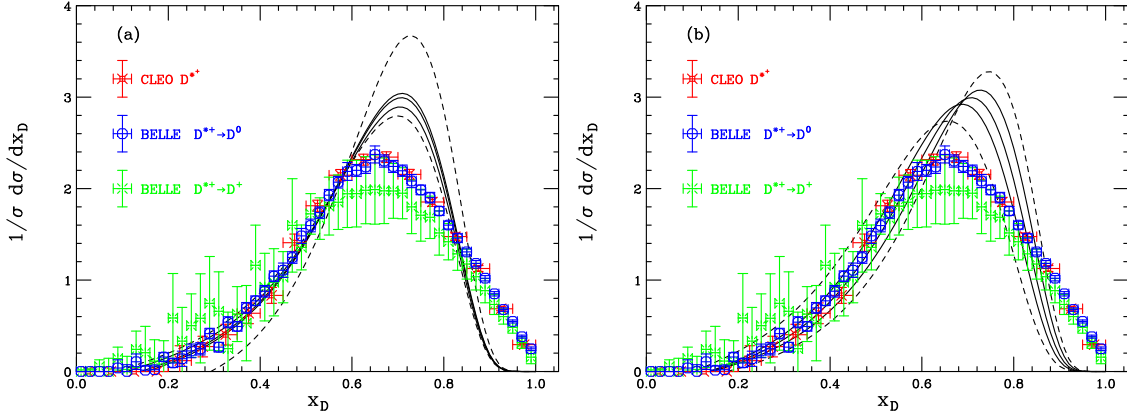 (a)
CLEO D*+
BELLE D*+→D0
BELLE D*+→D+
1/σ dσ/dxD
4
3
2
1
0
0.0 0.2 0.4 0.6 0.8 1.0
xD
(b)
CLEO D*+
BELLE D*+→D0
BELLE D*+→D+
1/σ dσ/dxD
4
3
2
1
0
0.0 0.2 0.4 0.6 0.8 1.0
xD